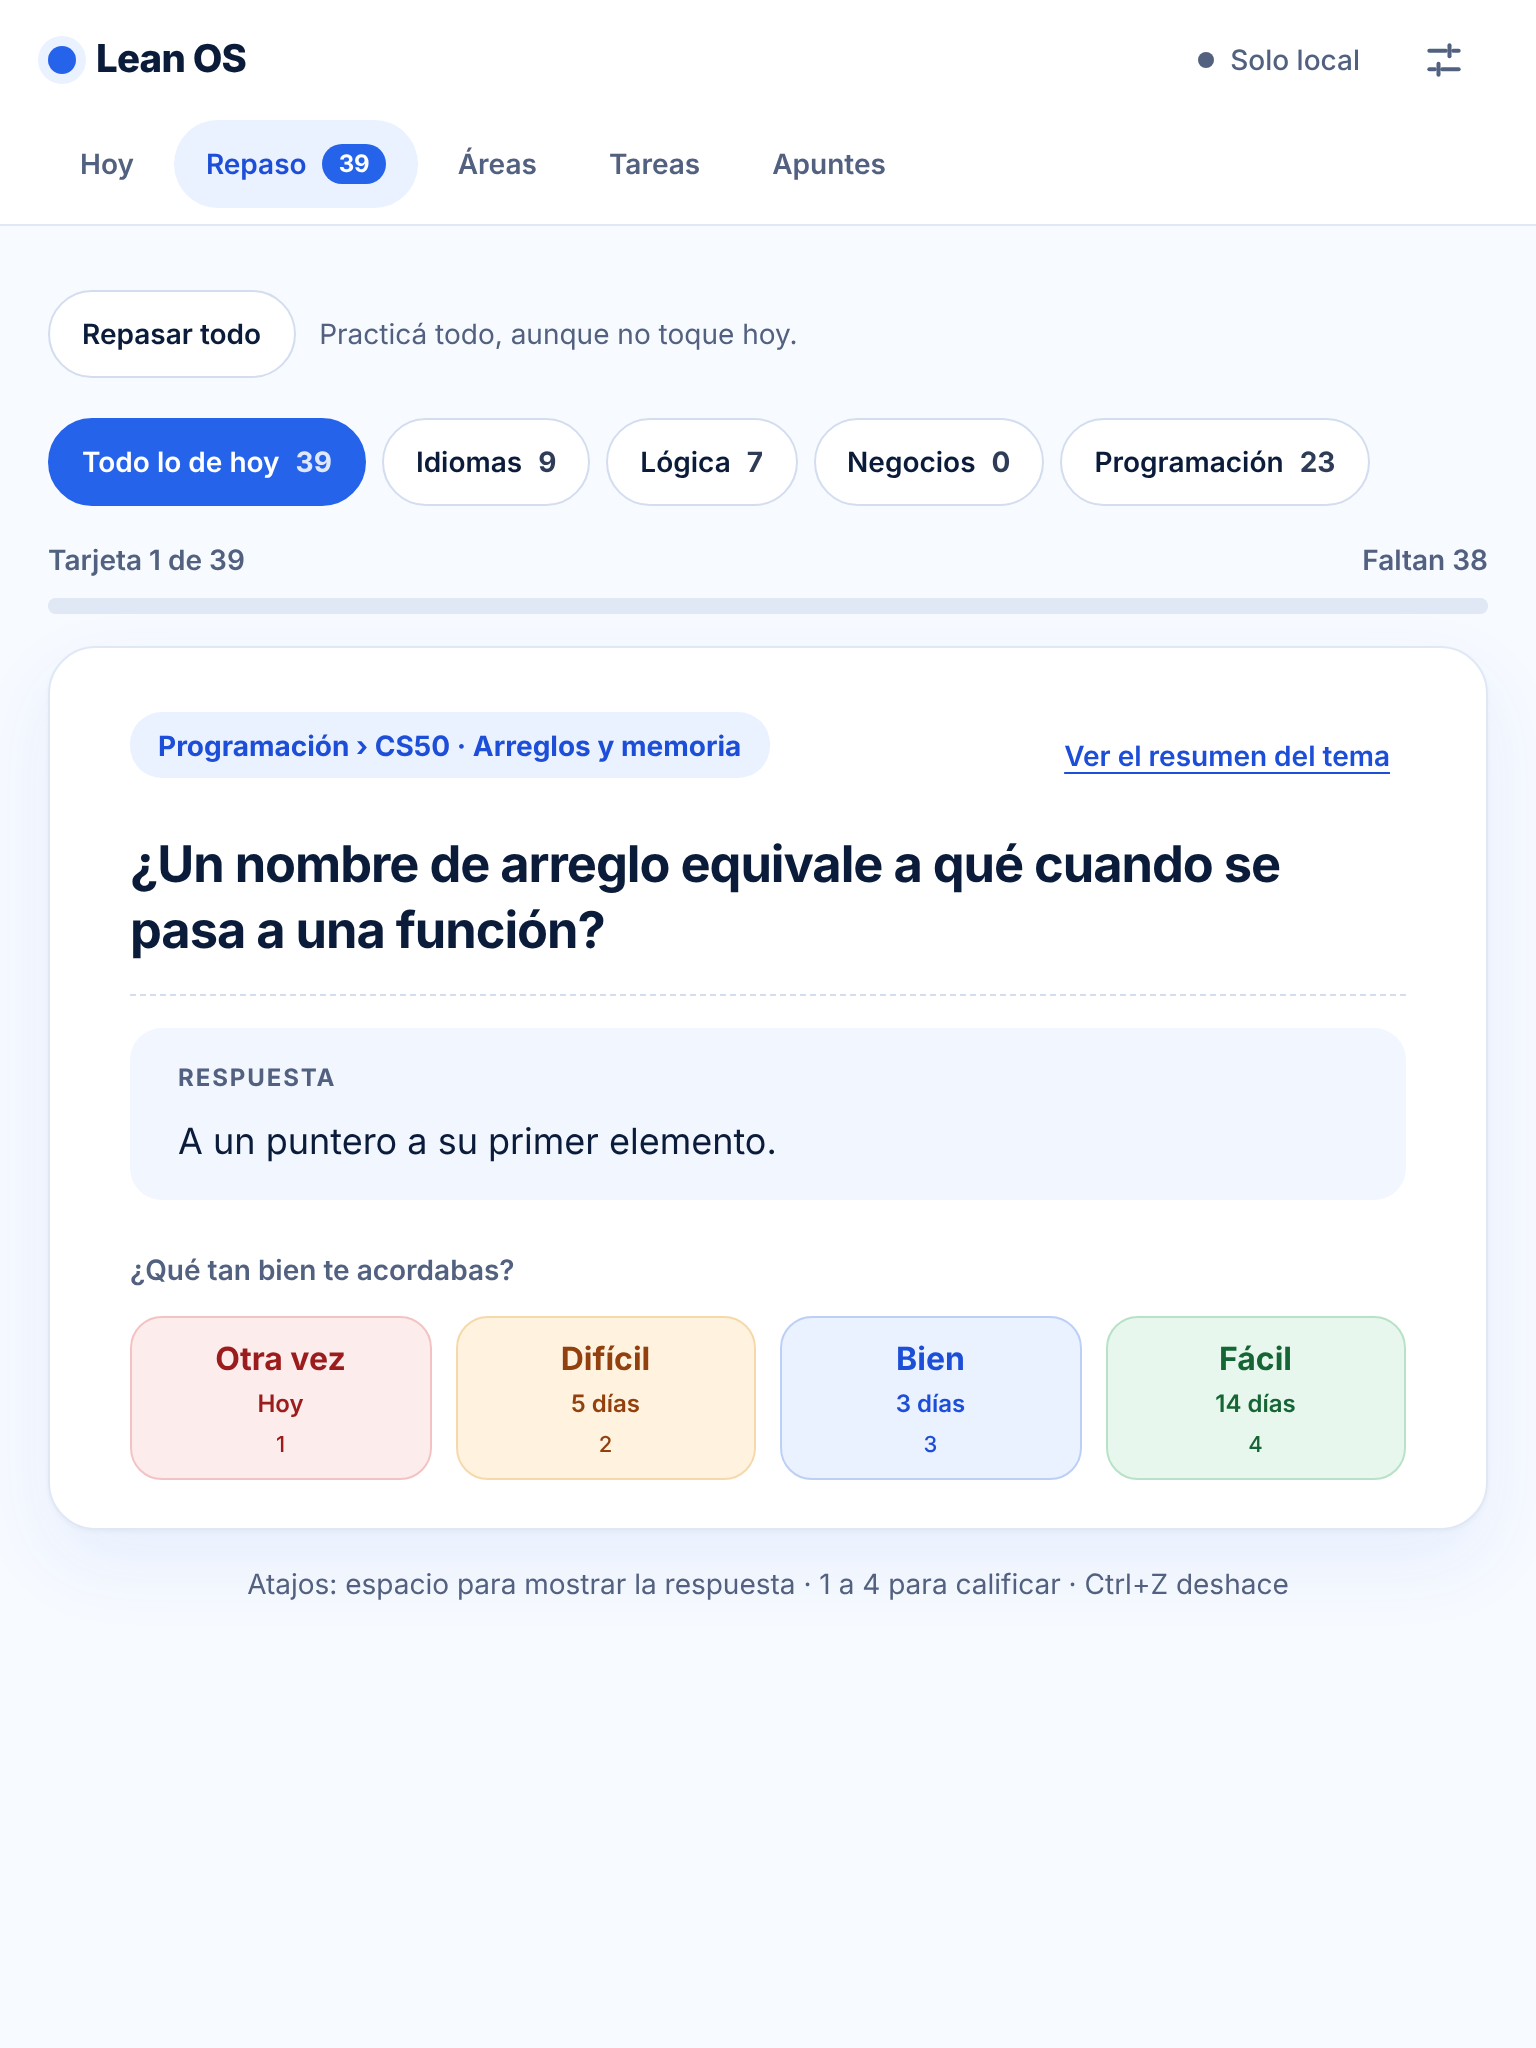 Lean OS
Solo local
Hoy
Repaso 39
Áreas
Tareas
Apuntes
Repasar todo
Practicá todo, aunque no toque hoy.
Todo lo de hoy 39
Idiomas 9
Lógica 7
Negocios 0
Programación 23
Tarjeta 1 de 39
Faltan 38
Programación › CS50 · Arreglos y memoria
Ver el resumen del tema
¿Un nombre de arreglo equivale a qué cuando se
pasa a una función?
RESPUESTA
A un puntero a su primer elemento.
¿Qué tan bien te acordabas?
Otra vez
Hoy
1
Difícil
5 días
2
Bien
3 días
3
Fácil
14 días
4
Atajos: espacio para mostrar la respuesta · 1 a 4 para calificar · Ctrl+Z deshace